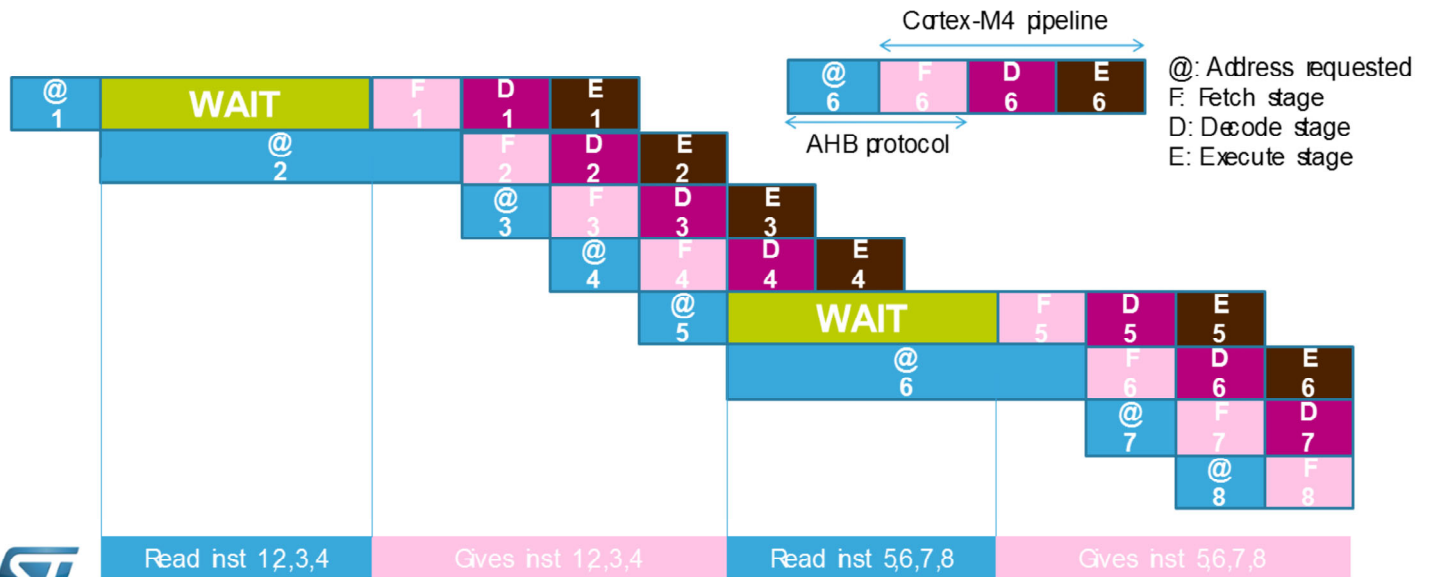 Cortex-M4 pipeline
@ 6 F 6 D 6 E 6
AHB protocol
@: Address requested
F: Fetch stage
D: Decode stage
E: Execute stage
@ 1 WAIT F 1 D 1 E 1
@ 2 F 2 D 2 E 2
@ 3 F 3 D 3 E 3
@ 4 F 4 D 4 E 4
@ 5 WAIT F 5 D 5 E 5
@ 6 F 6 D 6 E 6
@ 7 F 7 D 7
@ 8 F 8
Read inst 1,2,3,4 Gives inst 1,2,3,4 Read inst 5,6,7,8 Gives inst 5,6,7,8
ST